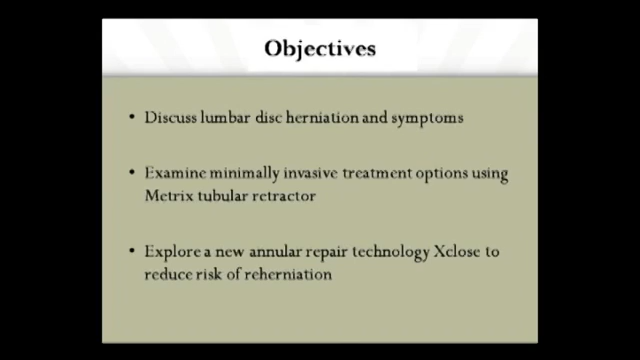 Objectives
• Discuss lumbar disc herniation and symptoms
• Examine minimally invasive treatment options using
Metrix tubular retractor
• Explore a new annular repair technology Xclose to
reduce risk of reherniation